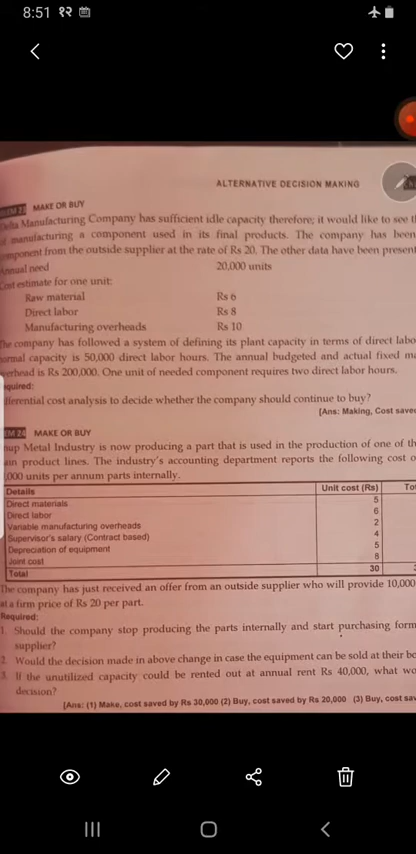 8:51 १२
ALTERNATIVE DECISION MAKING
MAKE OR BUY
Manufacturing Company has sufficient idle capacity therefore; it would like to see
manufacturing a component used in its final products. The company has been
component from the outside supplier at the rate of Rs 20. The other data have been present
Annual need 20,000 units
Cost estimate for one unit:
Raw material Rs 6
Direct labor Rs 8
Manufacturing overheads Rs 10
The company has followed a system of defining its plant capacity in terms of direct labo
ormal capacity is 50,000 direct labor hours. The annual budgeted and actual fixed ma
verhead is Rs 200,000. One unit of needed component requires two direct labor hours.
equired:
fferential cost analysis to decide whether the company should continue to buy?
[Ans: Making, Cost save
MAKE OR BUY
up Metal Industry is now producing a part that is used in the production of one of th
ain product lines. The industry's accounting department reports the following cost o
,000 units per annum parts internally.
Details Unit cost (Rs) To
Direct materials 5
Direct labor 6
Variable manufacturing overheads 2
Supervisor's salary (Contract based) 4
Depreciation of equipment 5
Joint cost 8
Total 30
The company has just received an offer from an outside supplier who will provide 10,000
at a firm price of Rs 20 per part.
Required:
1. Should the company stop producing the parts internally and start purchasing form
supplier?
2. Would the decision made in above change in case the equipment can be sold at their bo
3. If the unutilized capacity could be rented out at annual rent Rs 40,000, what wo
decision?
[Ans: (1) Make, cost saved by Rs 30,000 (2) Buy, cost saved by Rs 20,000 (3) Buy, cost sav